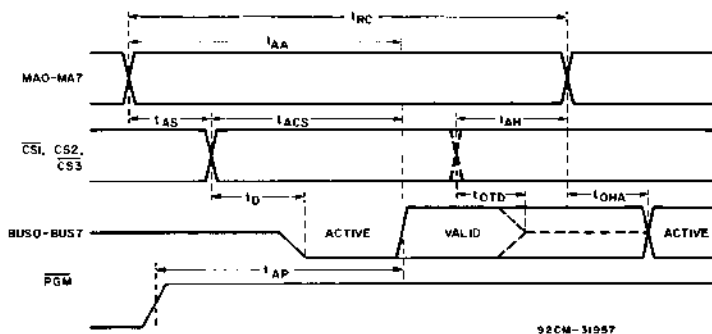 tRC
tAA
MA0-MA7
tAS
tACS
tAH
CS1, CS2,
CS3
tD
tOTD
tOHA
BUS0-BUS7
ACTIVE
VALID
ACTIVE
tAP
PGM
92CM-31957